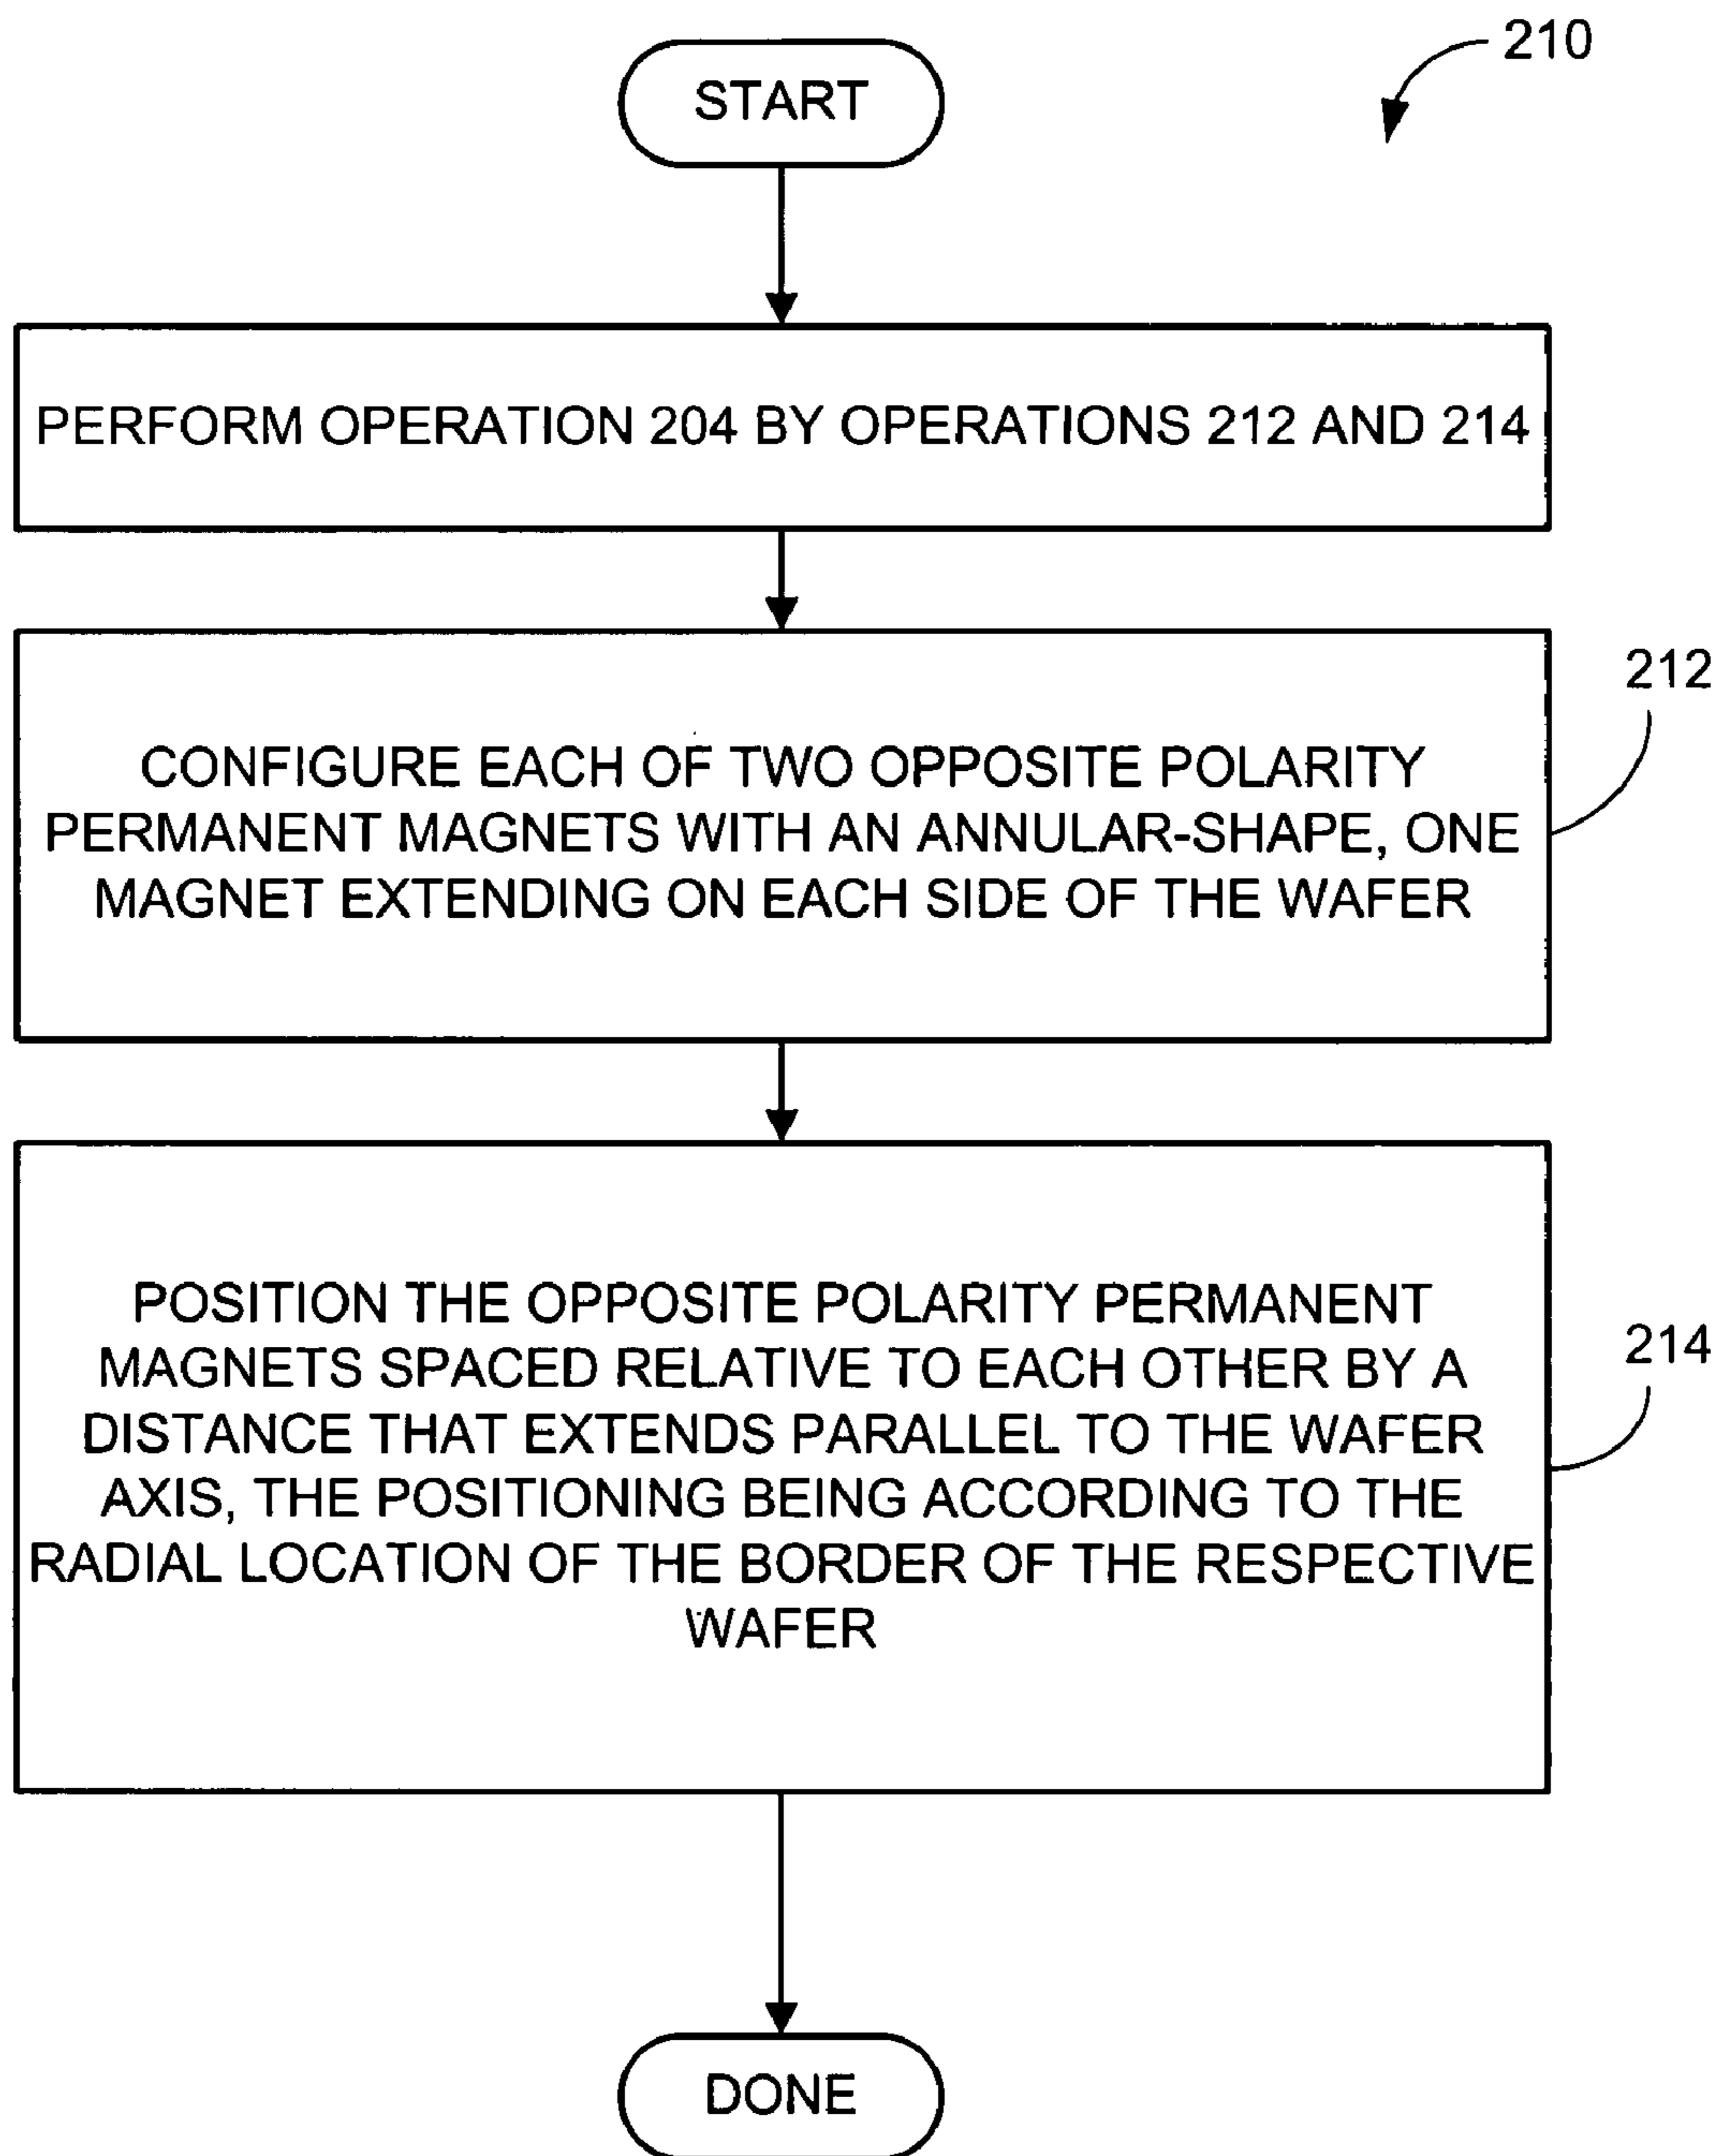 210
START
PERFORM OPERATION 204 BY OPERATIONS 212 AND 214
212
CONFIGURE EACH OF TWO OPPOSITE POLARITY
PERMANENT MAGNETS WITH AN ANNULAR-SHAPE, ONE
MAGNET EXTENDING ON EACH SIDE OF THE WAFER
214
POSITION THE OPPOSITE POLARITY PERMANENT
MAGNETS SPACED RELATIVE TO EACH OTHER BY A
DISTANCE THAT EXTENDS PARALLEL TO THE WAFER
AXIS, THE POSITIONING BEING ACCORDING TO THE
RADIAL LOCATION OF THE BORDER OF THE RESPECTIVE
WAFER
DONE